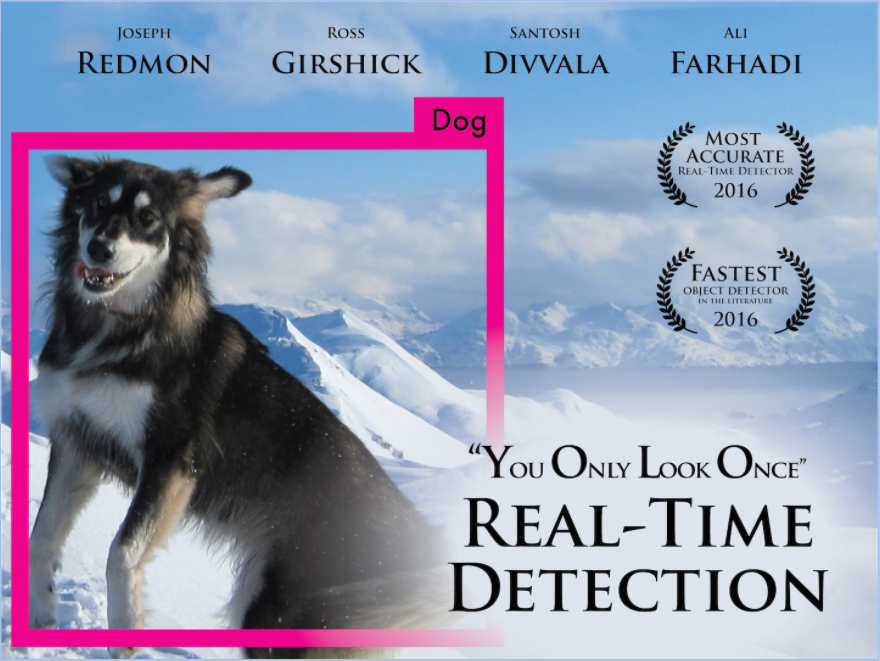 JOSEPH
REDMON
ROSS
GIRSHICK
SANTOSH
DIVVALA
ALI
FARHADI
Dog
MOST
ACCURATE
REAL-TIME DETECTOR
2016
FASTEST
OBJECT DETECTOR
IN THE LITERATURE
2016
“YOU ONLY LOOK ONCE”
REAL-TIME
DETECTION